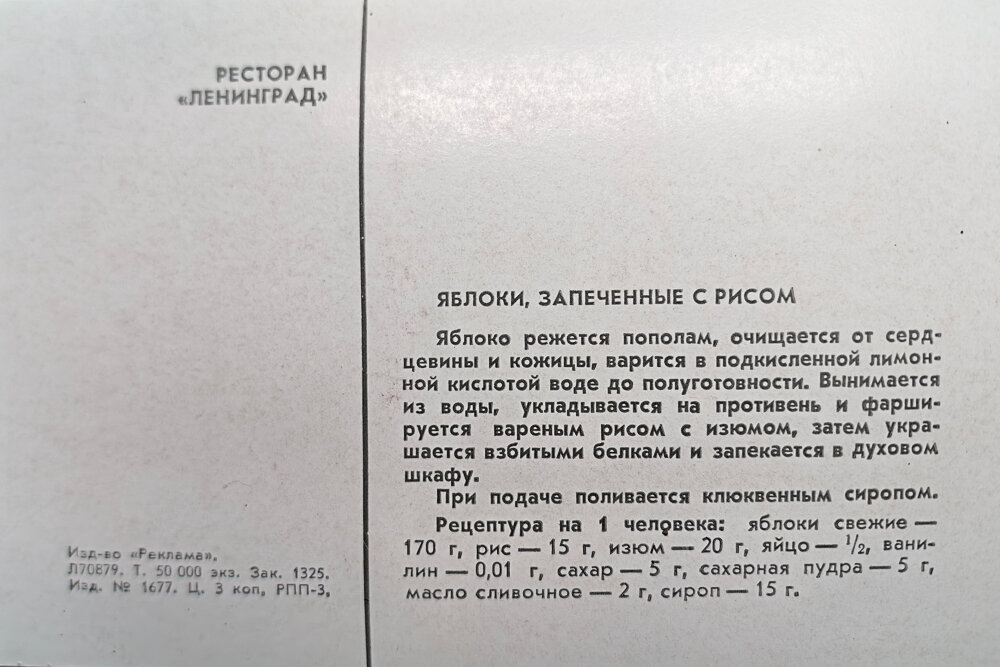 РЕСТОРАН
«ЛЕНИНГРАД»
Изд-во «Реклама».
Л70879. Т. 50 000 экз. Зак. 1325.
Изд. № 1677. Ц. 3 коп, РПП-3,
ЯБЛОКИ, ЗАПЕЧЕННЫЕ С РИСОМ
Яблоко режется пополам, очищается от серд-
цевины и кожицы, варится в подкисленной лимон-
ной кислотой воде до полуготовности. Вынимается
из воды, укладывается на противень и фарши-
руется вареным рисом с изюмом, затем укра-
шается взбитыми белками и запекается в духовом
шкафу.
При подаче поливается клюквенным сиропом.
Рецептура на 1 человека: яблоки свежие —
170 г, рис — 15 г, изюм — 20 г, яйцо — 1/2, вани-
лин — 0,01 г, сахар — 5 г, сахарная пудра — 5 г,
масло сливочное — 2 г, сироп — 15 г.